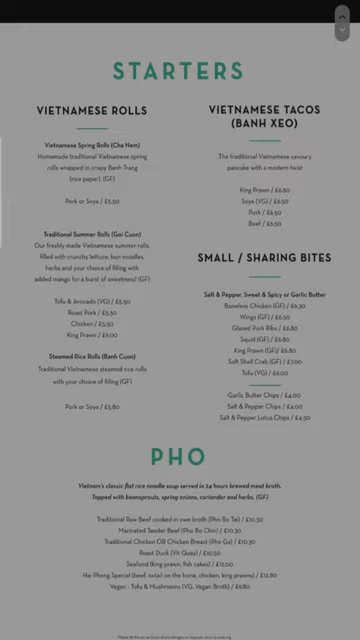 STARTERS
VIETNAMESE ROLLS
Vietnamese Spring Rolls (Cha Nem)
Homemade traditional Vietnamese spring
rolls wrapped in crispy Banh Trang
(rice paper). (GF)
Pork or Soya / £5.50
Traditional Summer Rolls (Goi Cuon)
Our freshly made Vietnamese summer rolls,
filled with crunchy lettuce, bun noodles,
herbs and your choice of filling with
added mango for a burst of sweetness! (GF)
Tofu & Avocado (VG) / £5.50
Roast Pork / £5.50
Chicken / £5.50
King Prawn / £6.00
Steamed Rice Rolls (Banh Cuon)
Traditional Vietnamese steamed rice rolls
with your choice of filling (GF)
Pork or Soya / £5.80
VIETNAMESE TACOS
(BANH XEO)
The traditional Vietnamese savoury
pancake with a modern twist
King Prawn / £6.80
Soya (VG) / £6.50
Pork / £6.50
Beef / £6.50
SMALL / SHARING BITES
Salt & Pepper, Sweet & Spicy or Garlic Butter
Boneless Chicken (GF) / £6.50
Wings (GF) / £6.50
Glazed Pork Ribs / £6.80
Squid (GF) / £6.80
King Prawn (GF)/ £6.80
Soft Shell Crab (GF) / £7.00
Tofu (VG) / £6.00
Garlic Butter Chips / £4.00
Salt & Pepper Chips / £4.00
Salt & Pepper Lotus Chips / £4.50
PHO
Vietnam's classic flat rice noodle soup served in 24 hours brewed meat broth.
Topped with beansprouts, spring onions, coriander and herbs. (GF)
Traditional Raw Beef cooked in own broth (Pho Bo Tai) / £10.50
Marinated Tender Beef (Pho Bo Chin) / £10.50
Traditional Chicken OR Chicken Breast (Pho Ga) / £10.50
Roast Duck (Vit Quay) / £10.50
Seafood (king prawn, fish cakes) / £12.00
Hai Phong Special (beef, oxtail on the bone, chicken, king prawns) / £12.80
Vegan - Tofu & Mushrooms (VG, Vegan Broth) / £9.80